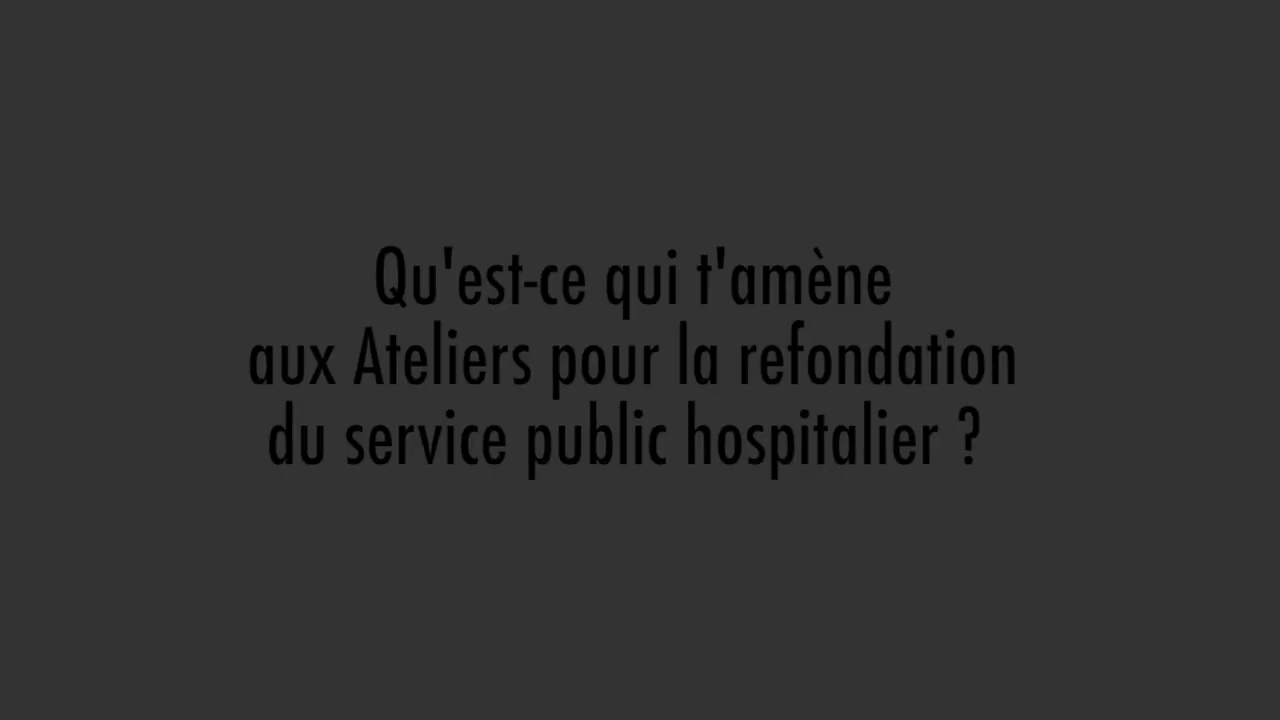 Qu'est-ce qui t'amène
aux Ateliers pour la refondation
du service public hospitalier ?